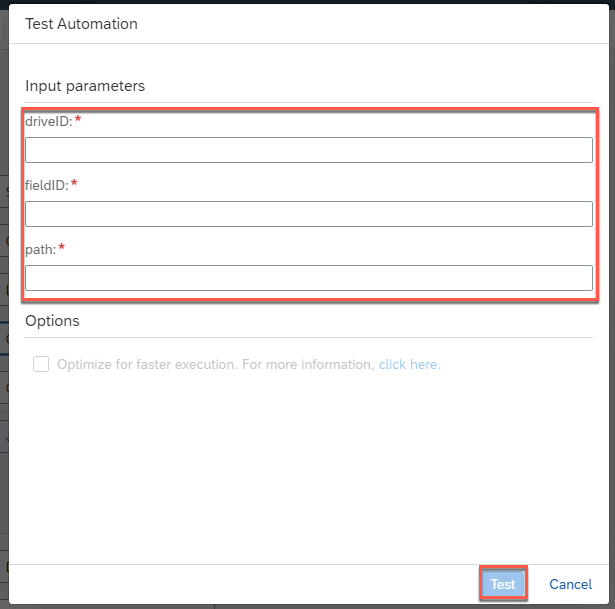 Test Automation
Input parameters
driveID:*
fieldID:*
path:*
Options
Optimize for faster execution. For more information, click here.
Test Cancel